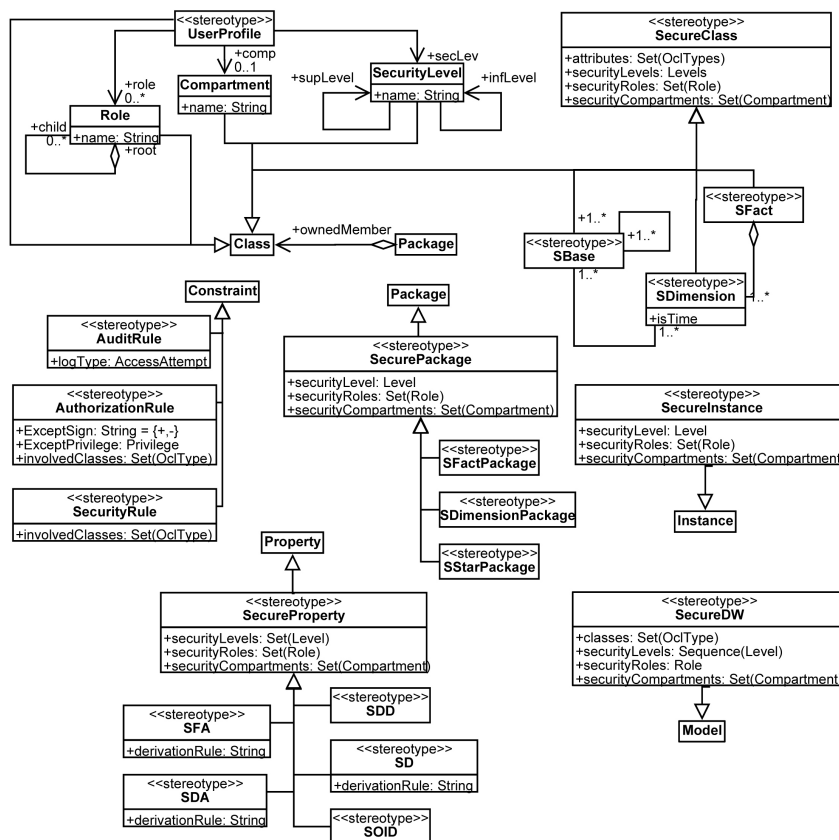 <<stereotype>>
UserProfile
<<stereotype>>
SecureClass
+attributes: Set(OclTypes)
+securityLevels: Levels
+securityRoles: Set(Role)
+securityCompartments: Set(Compartment)
+comp
0..1
+secLev
+role
0..*
Compartment
+name: String
+supLevel
SecurityLevel
+name: String
+infLevel
+child
0..*
Role
+name: String
+root
<<stereotype>>
SFact
+1..*
+1..*
<<stereotype>>
SBase
1..*
+ownedMember
Class
Package
<<stereotype>>
SDimension
+isTime
1..*
1..*
Constraint
<<stereotype>>
AuditRule
+logType: AccessAttempt
<<stereotype>>
AuthorizationRule
+ExceptSign: String = {+,-}
+ExceptPrivilege: Privilege
+involvedClasses: Set(OclType)
<<stereotype>>
SecurityRule
+involvedClasses: Set(OclType)
Package
<<stereotype>>
SecurePackage
+securityLevel: Level
+securityRoles: Set(Role)
+securityCompartments: Set(Compartment)
<<stereotype>>
SFactPackage
<<stereotype>>
SDimensionPackage
<<stereotype>>
SStarPackage
<<stereotype>>
SecureInstance
+securityLevel: Level
+securityRoles: Set(Role)
+securityCompartments: Set(Compartment
Instance
Property
<<stereotype>>
SecureProperty
+securityLevels: Set(Level)
+securityRoles: Set(Role)
+securityCompartments: Set(Compartment)
<<stereotype>>
SDD
<<stereotype>>
SFA
+derivationRule: String
<<stereotype>>
SD
+derivationRule: String
<<stereotype>>
SDA
+derivationRule: String
<<stereotype>>
SOID
<<stereotype>>
SecureDW
+classes: Set(OclType)
+securityLevels: Sequence(Level)
+securityRoles: Role
+securityCompartments: Set(Compartment
Model